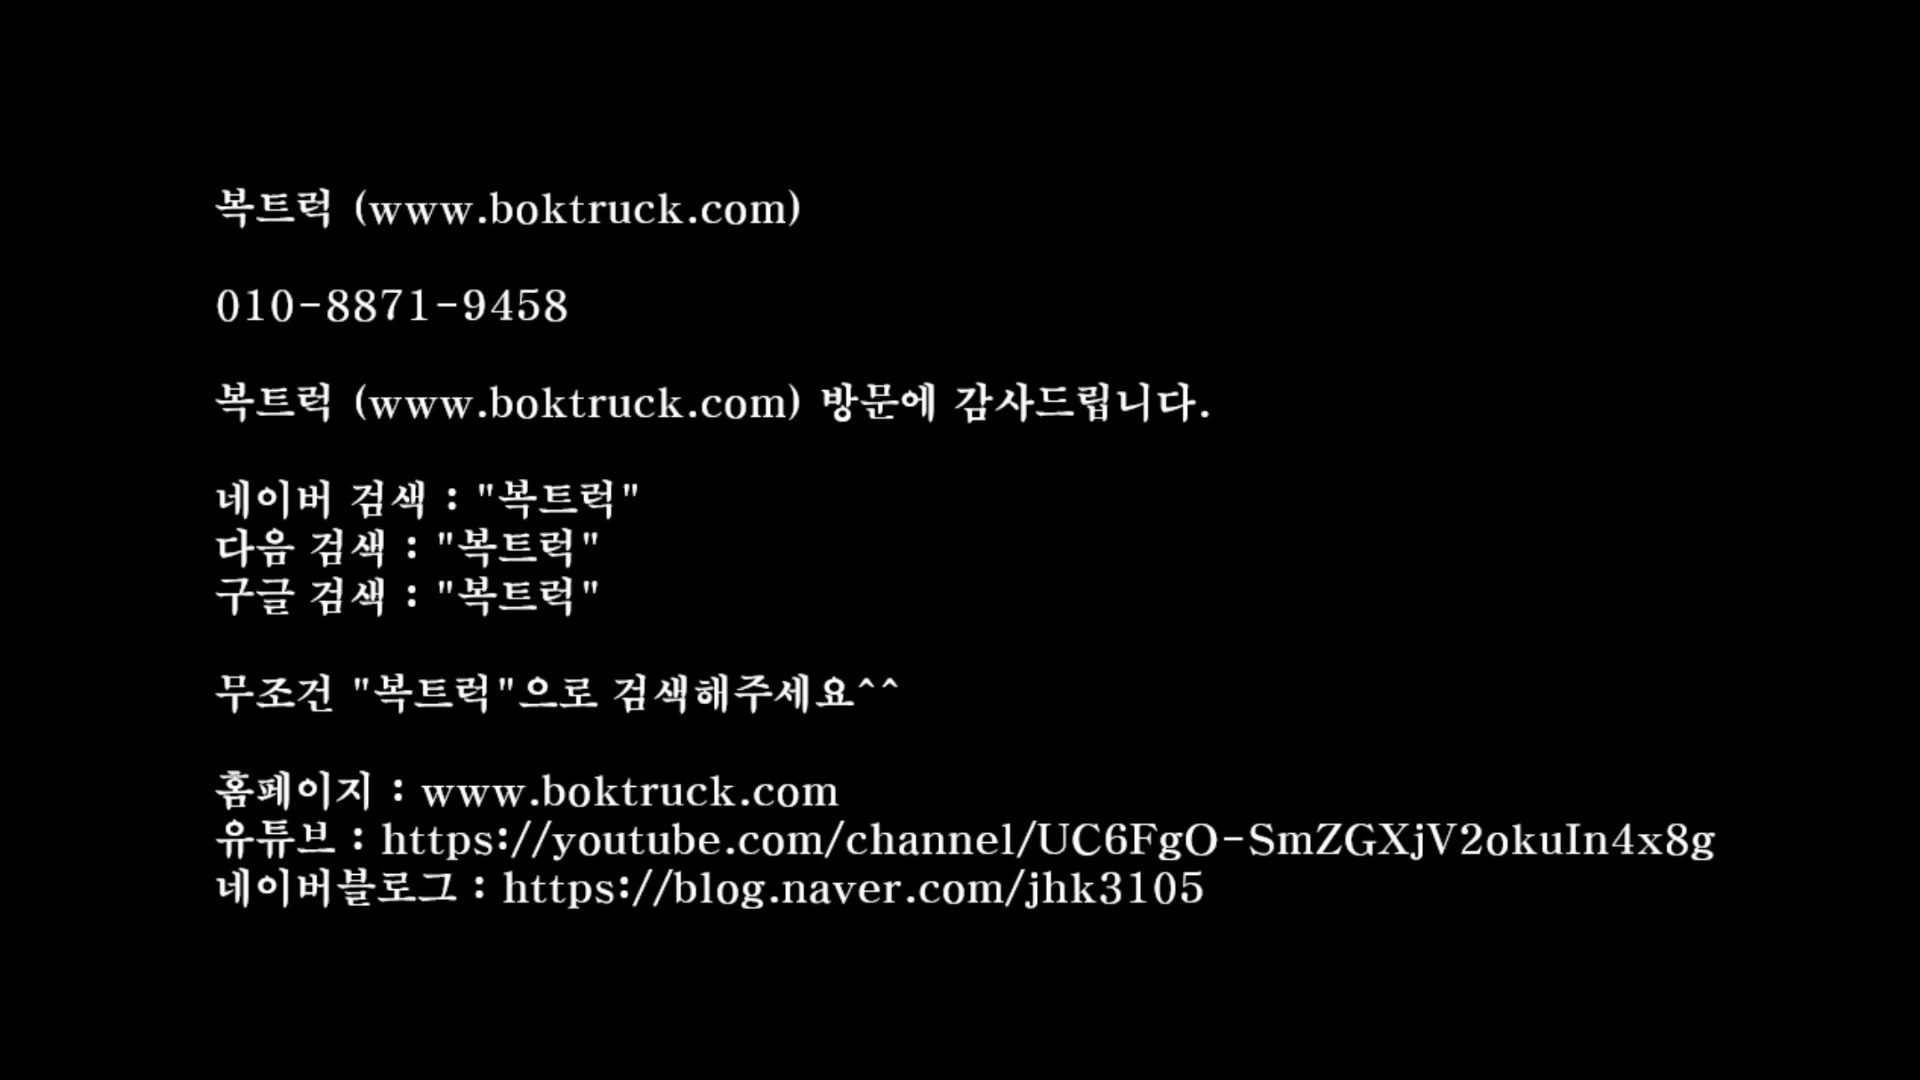 복트럭 (www.boktruck.com)
010-8871-9458
복트럭 (www.boktruck.com) 방문에 감사드립니다.
네이버 검색 : "복트럭"
다음 검색 : "복트럭"
구글 검색 : "복트럭"
무조건 "복트럭"으로 검색해주세요^^
홈페이지 : www.boktruck.com
유튜브 : https://youtube.com/channel/UC6FgO-SmZGXjV2okuIn4x8g
네이버블로그 : https://blog.naver.com/jhk3105